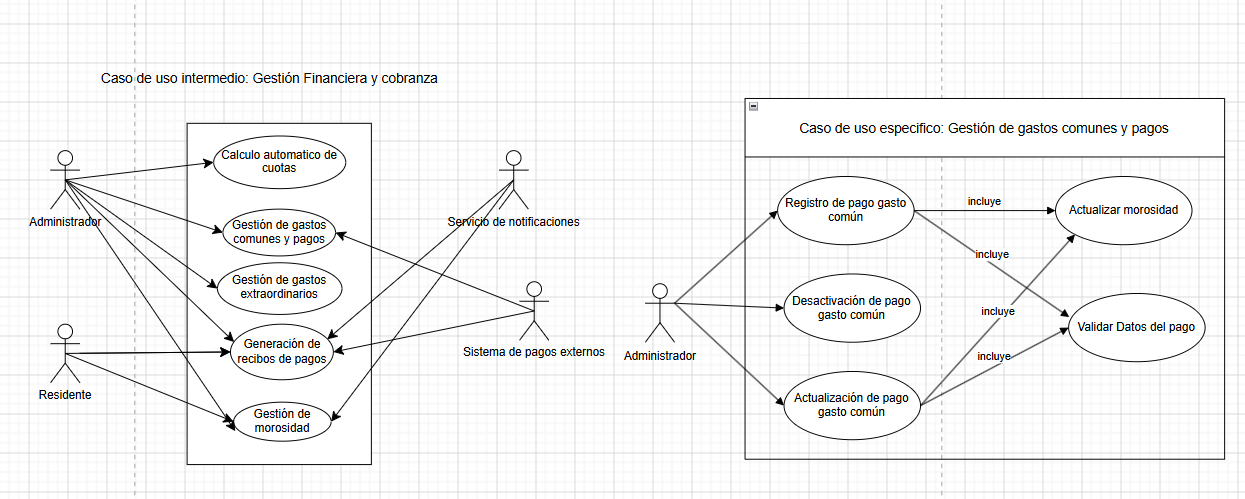 Caso de uso intermedio: Gestión Financiera y cobranza
Calculo automatico de
cuotas
Administrador
Servicio de notificaciones
Gestión de gastos
comunes y pagos
Gestión de gastos
extraordinarios
Generación de
recibos de pagos
Sistema de pagos externos
Residente
Gestión de
morosidad
Caso de uso especifico: Gestión de gastos comunes y pagos
Registro de pago gasto
común
incluye
Actualizar morosidad
incluye
Desactivación de pago
gasto común
incluye
Validar Datos del pago
Administrador
incluye
Actualización de pago
gasto común